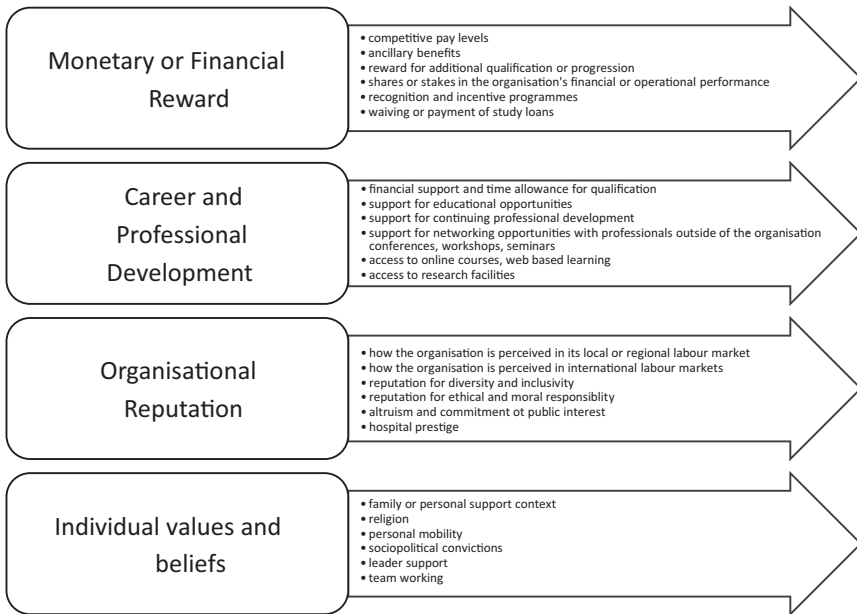 Monetary or Financial
Reward
• competitive pay levels
• ancillary benefits
• reward for additional qualification or progression
• shares or stakes in the organisation's financial or operational performance
• recognition and incentive programmes
• waiving or payment of study loans
Career and
Professional
Development
• financial support and time allowance for qualification
• support for educational opportunities
• support for continuing professional development
• support for networking opportunities with professionals outside of the organisation
conferences, workshops, seminars
• access to online courses, web based learning
• access to research facilities
Organisational
Reputation
• how the organisation is perceived in its local or regional labour market
• how the organisation is perceived in international labour markets
• reputation for diversity and inclusivity
• reputation for ethical and moral responsiblity
• altruism and commitment ot public interest
• hospital prestige
Individual values and
beliefs
• family or personal support context
• religion
• personal mobility
• sociopolitical convictions
• leader support
• team working